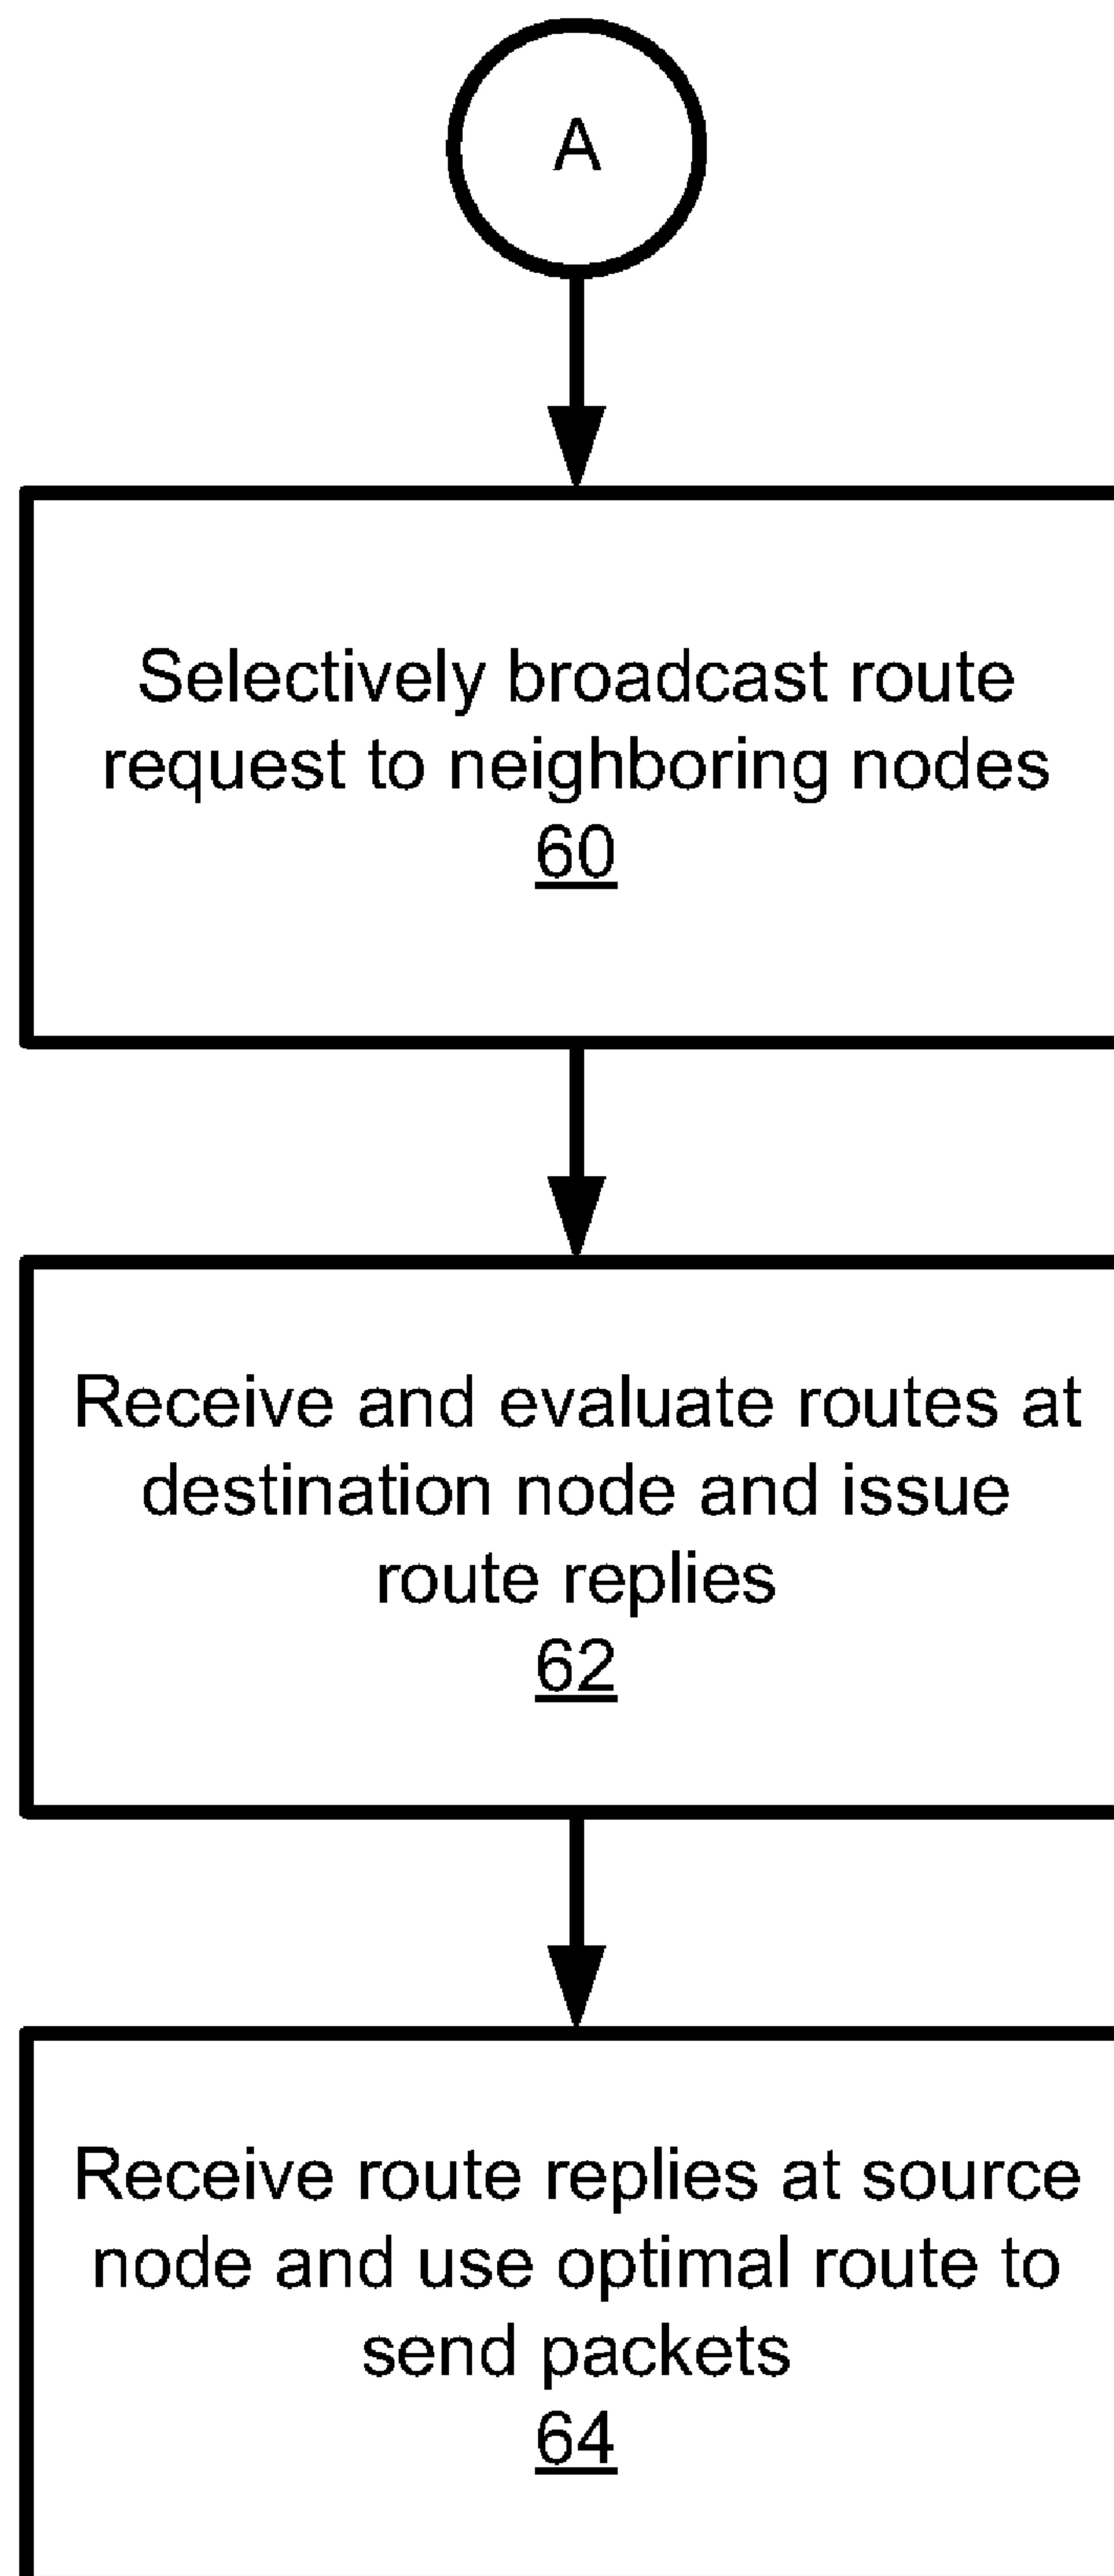 A
Selectively broadcast route
request to neighboring nodes
60
Receive and evaluate routes at
destination node and issue
route replies
62
Receive route replies at source
node and use optimal route to
send packets
64